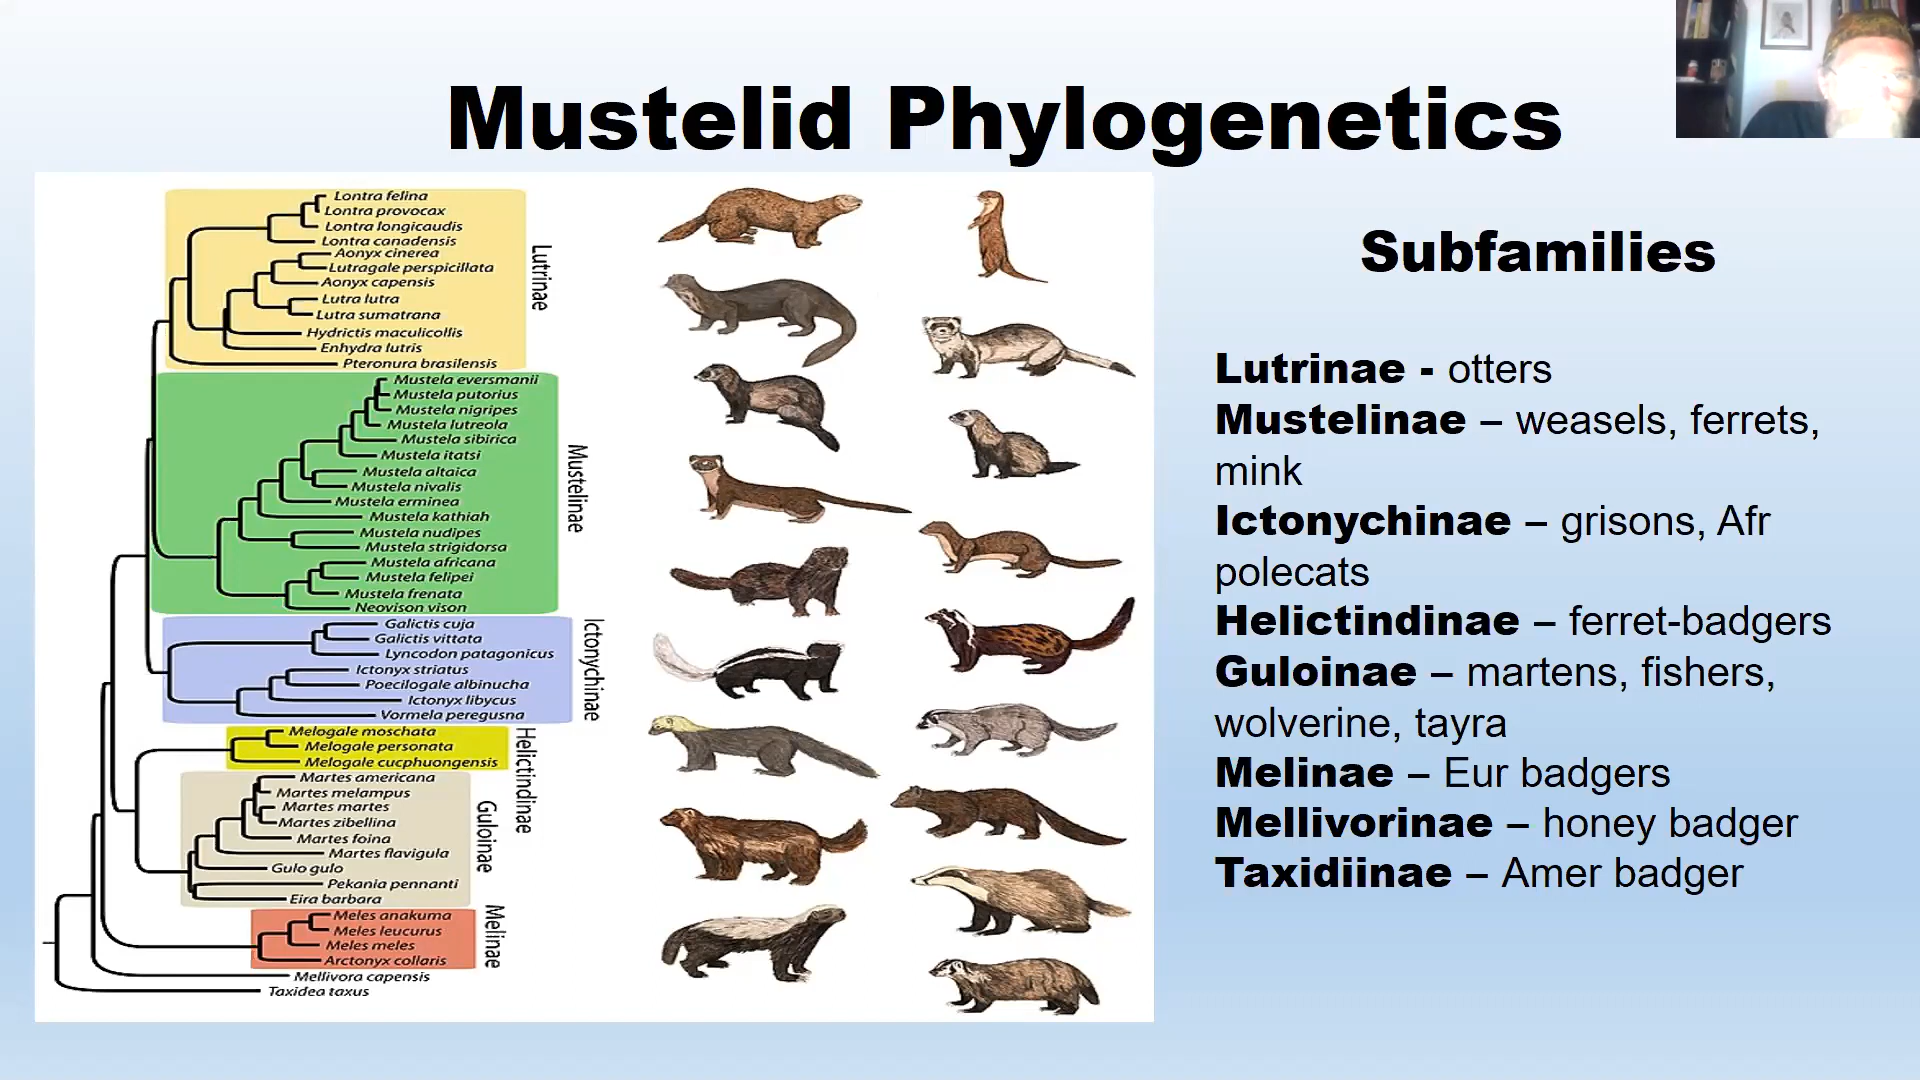 Mustelid Phylogenetics
Lontra felina
Lontra provocax
Lontra longicaudis
Lontra canadensis
Aonyx cinerea
Lutragale perspicillata
Aonyx capensis
Lutra lutra
Lutra sumatrana
Hydrictis maculicollis
Enhydra lutris
Pteronura brasilensis
Lutrinae
Mustela eversmanii
Mustela putorius
Mustela nigripes
Mustela lutreola
Mustela sibirica
Mustela itatsi
Mustela altaica
Mustela nivalis
Mustela erminea
Mustela kathiah
Mustela nudipes
Mustela strigidorsa
Mustela africana
Mustela felipei
Mustela frenata
Neovison vison
Mustelinae
Galictis cuja
Galictis vittata
Lyncodon patagonicus
Ictonyx striatus
Poecilogale albinucha
Ictonyx libycus
Vormela peregusna
Ictonychinae
Melogale moschata
Melogale personata
Melogale cucphuongensis
Helictindinae
Martes americana
Martes melampus
Martes martes
Martes zibellina
Martes foina
Martes flavigula
Gulo gulo
Pekania pennanti
Eira barbara
Guloinae
Meles anakuma
Meles leucurus
Meles meles
Arctonyx collaris
Melinae
Mellivora capensis
Taxidea taxus
Subfamilies
Lutrinae - otters
Mustelinae – weasels, ferrets,
mink
Ictonychinae – grisons, Afr
polecats
Helictindinae – ferret-badgers
Guloinae – martens, fishers,
wolverine, tayra
Melinae – Eur badgers
Mellivorinae – honey badger
Taxidiinae – Amer badger